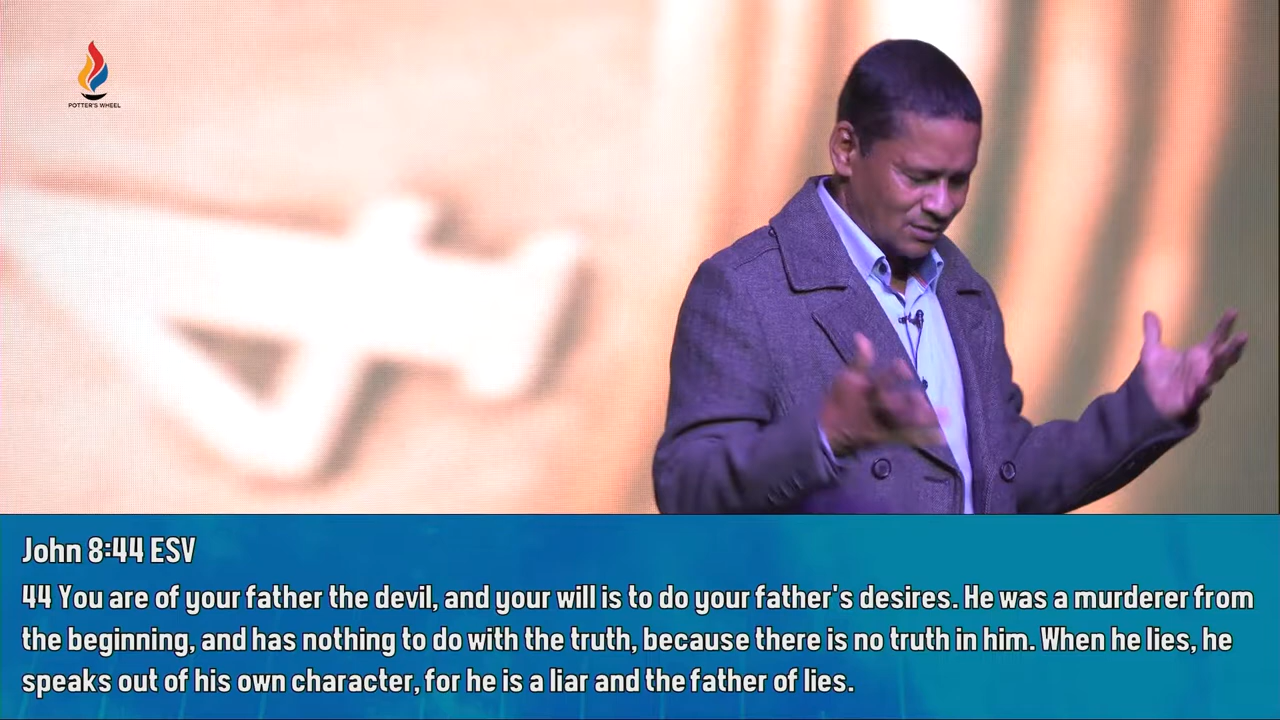 POTTER'S WHEEL
John 8:44 ESV
44 You are of your father the devil, and your will is to do your father's desires. He was a murderer from
the beginning, and has nothing to do with the truth, because there is no truth in him. When he lies, he
speaks out of his own character, for he is a liar and the father of lies.